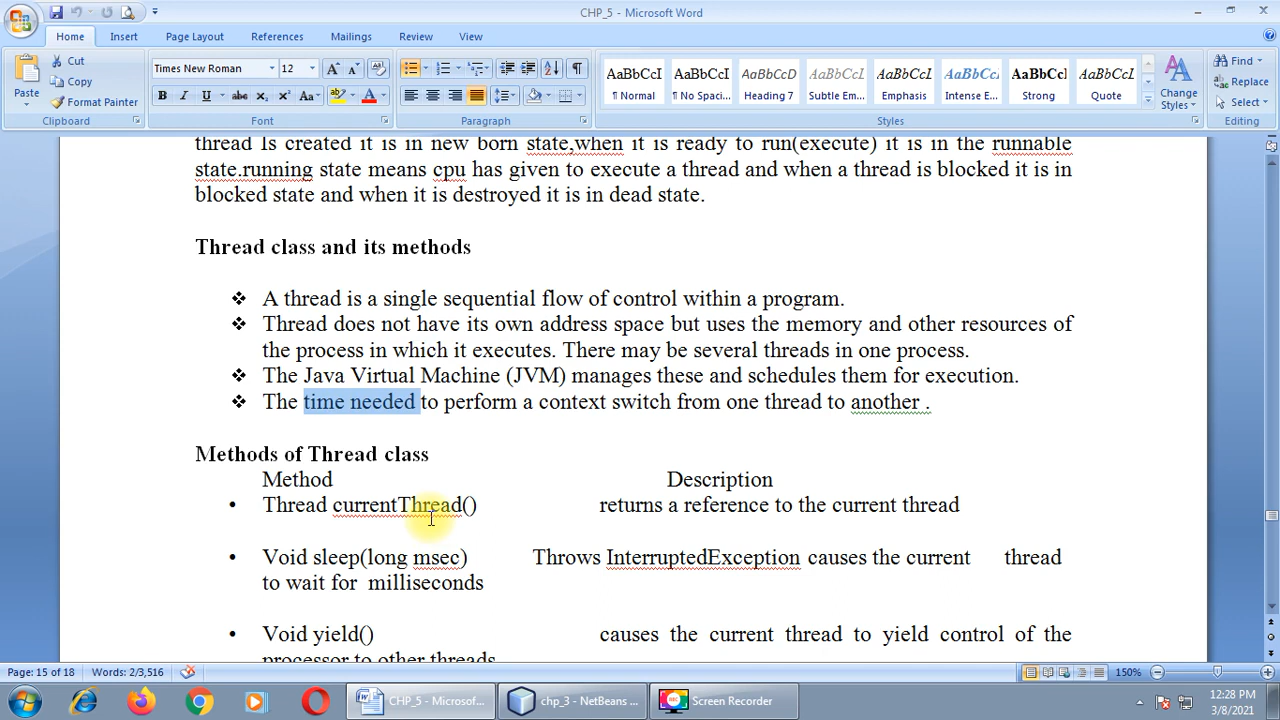 CHP_5 - Microsoft Word
Home Insert Page Layout References Mailings Review View
Paste
Cut
Copy
Format Painter
Clipboard
Times New Roman 12
Font
Paragraph
AaBbCcI AaBbCcI AaBbCcD AaBbCcI AaBbCcI AaBbCcI AaBbCcl AaBbCcI
¶ Normal ¶ No Spaci... Heading 7 Subtle Em... Emphasis Intense E... Strong Quote
Styles
Change Styles
Find
Replace
Select
Editing
thread Is created it is in new born state,when it is ready to run(execute) it is in the runnable
state.running state means cpu has given to execute a thread and when a thread is blocked it is in
blocked state and when it is destroyed it is in dead state.
Thread class and its methods
❖ A thread is a single sequential flow of control within a program.
❖ Thread does not have its own address space but uses the memory and other resources of
the process in which it executes. There may be several threads in one process.
❖ The Java Virtual Machine (JVM) manages these and schedules them for execution.
❖ The time needed to perform a context switch from one thread to another .
Methods of Thread class
Method Description
• Thread currentThread() returns a reference to the current thread
• Void sleep(long msec) Throws InterruptedException causes the current thread
to wait for milliseconds
• Void yield() causes the current thread to yield control of the
processor to other threads
Page: 15 of 18 Words: 2/3,516 150%
CHP_5 - Microsof... chp_3 - NetBeans ... Screen Recorder
12:28 PM
3/8/2021